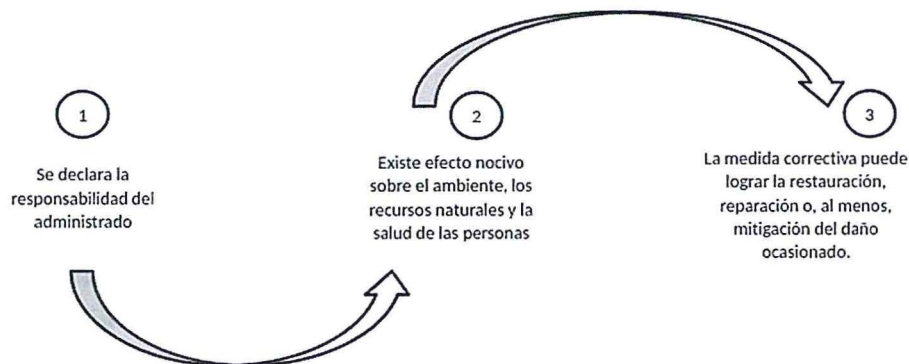 1
Se declara la
responsabilidad del
administrado
2
Existe efecto nocivo
sobre el ambiente, los
recursos naturales y la
salud de las personas
3
La medida correctiva puede
lograr la restauración,
reparación o, al menos,
mitigación del daño
ocasionado.